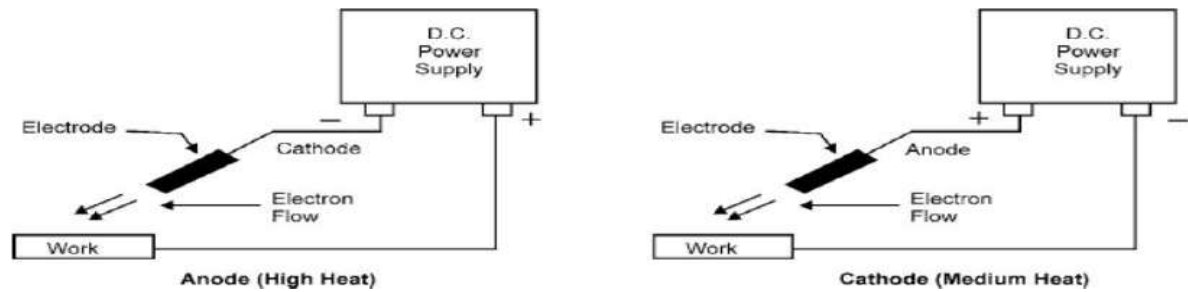 D.C.
Power
Supply
−
+
Electrode
Cathode
Electron
Flow
Work
Anode (High Heat)
D.C.
Power
Supply
+
−
Electrode
Anode
Electron
Flow
Work
Cathode (Medium Heat)